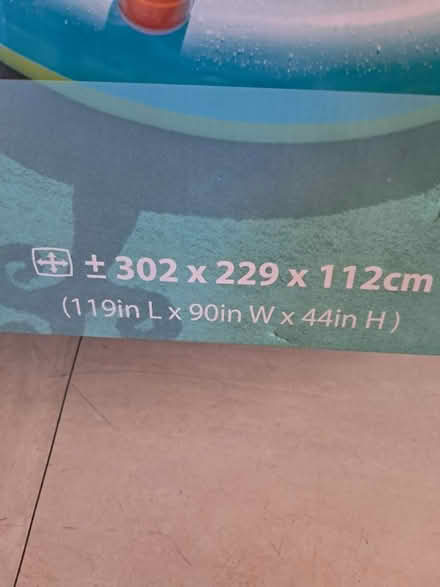 ± 302 x 229 x 112cm
(119in L x 90in W x 44in H)